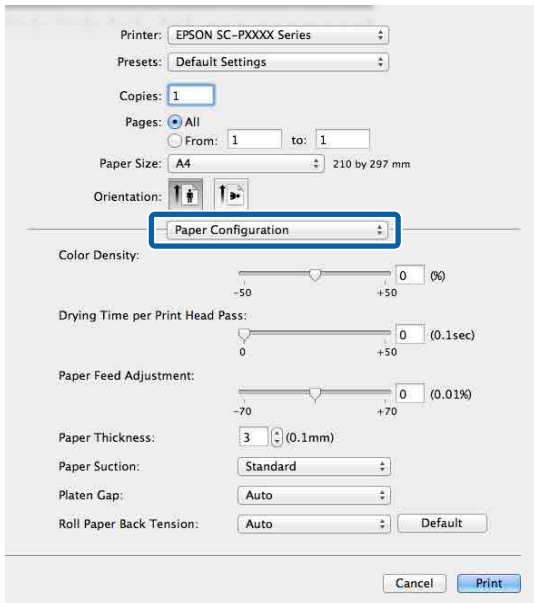 Printer: EPSON SC-PXXXX Series
Presets: Default Settings
Copies: 1
Pages: All
From: 1 to: 1
Paper Size: A4 210 by 297 mm
Orientation:
Paper Configuration
Color Density:
0 (%)
-50 +50
Drying Time per Print Head Pass:
0 (0.1sec)
0 +50
Paper Feed Adjustment:
0 (0.01%)
-70 +70
Paper Thickness: 3 (0.1mm)
Paper Suction: Standard
Platen Gap: Auto
Roll Paper Back Tension: Auto Default
Cancel Print